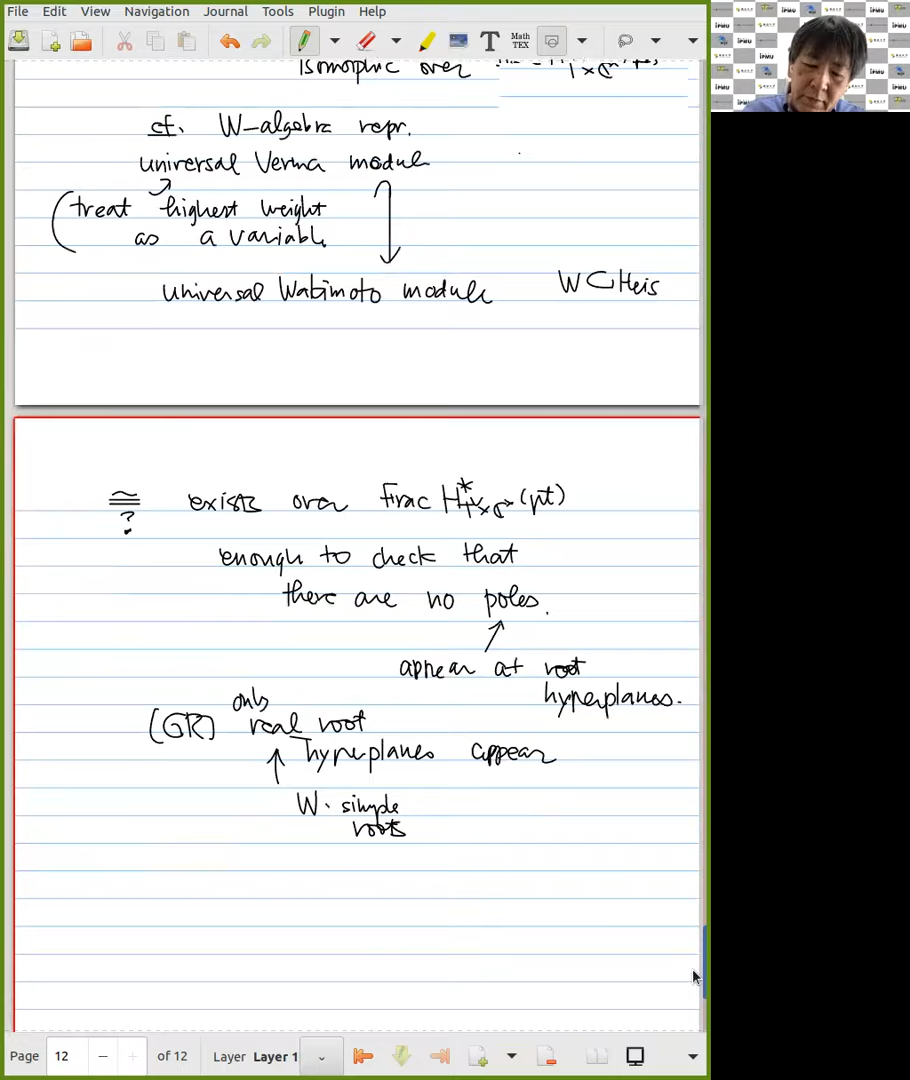 File Edit View Navigation Journal Tools Plugin Help
T Math TEX
isomorphic over
cf. W-algebra repr.
universal Verma modul
(treat highest weight
as a variable
universal Wakimoto module W ⊂ Heis
≅ exists over Frac H*T^∨×C^×(pt)
?
enough to check that
there are no poles.
appear at root
hyperplanes.
only
(GR) real root
hyperplanes appear
W. simple
roots
Page 12 of 12 Layer Layer 1